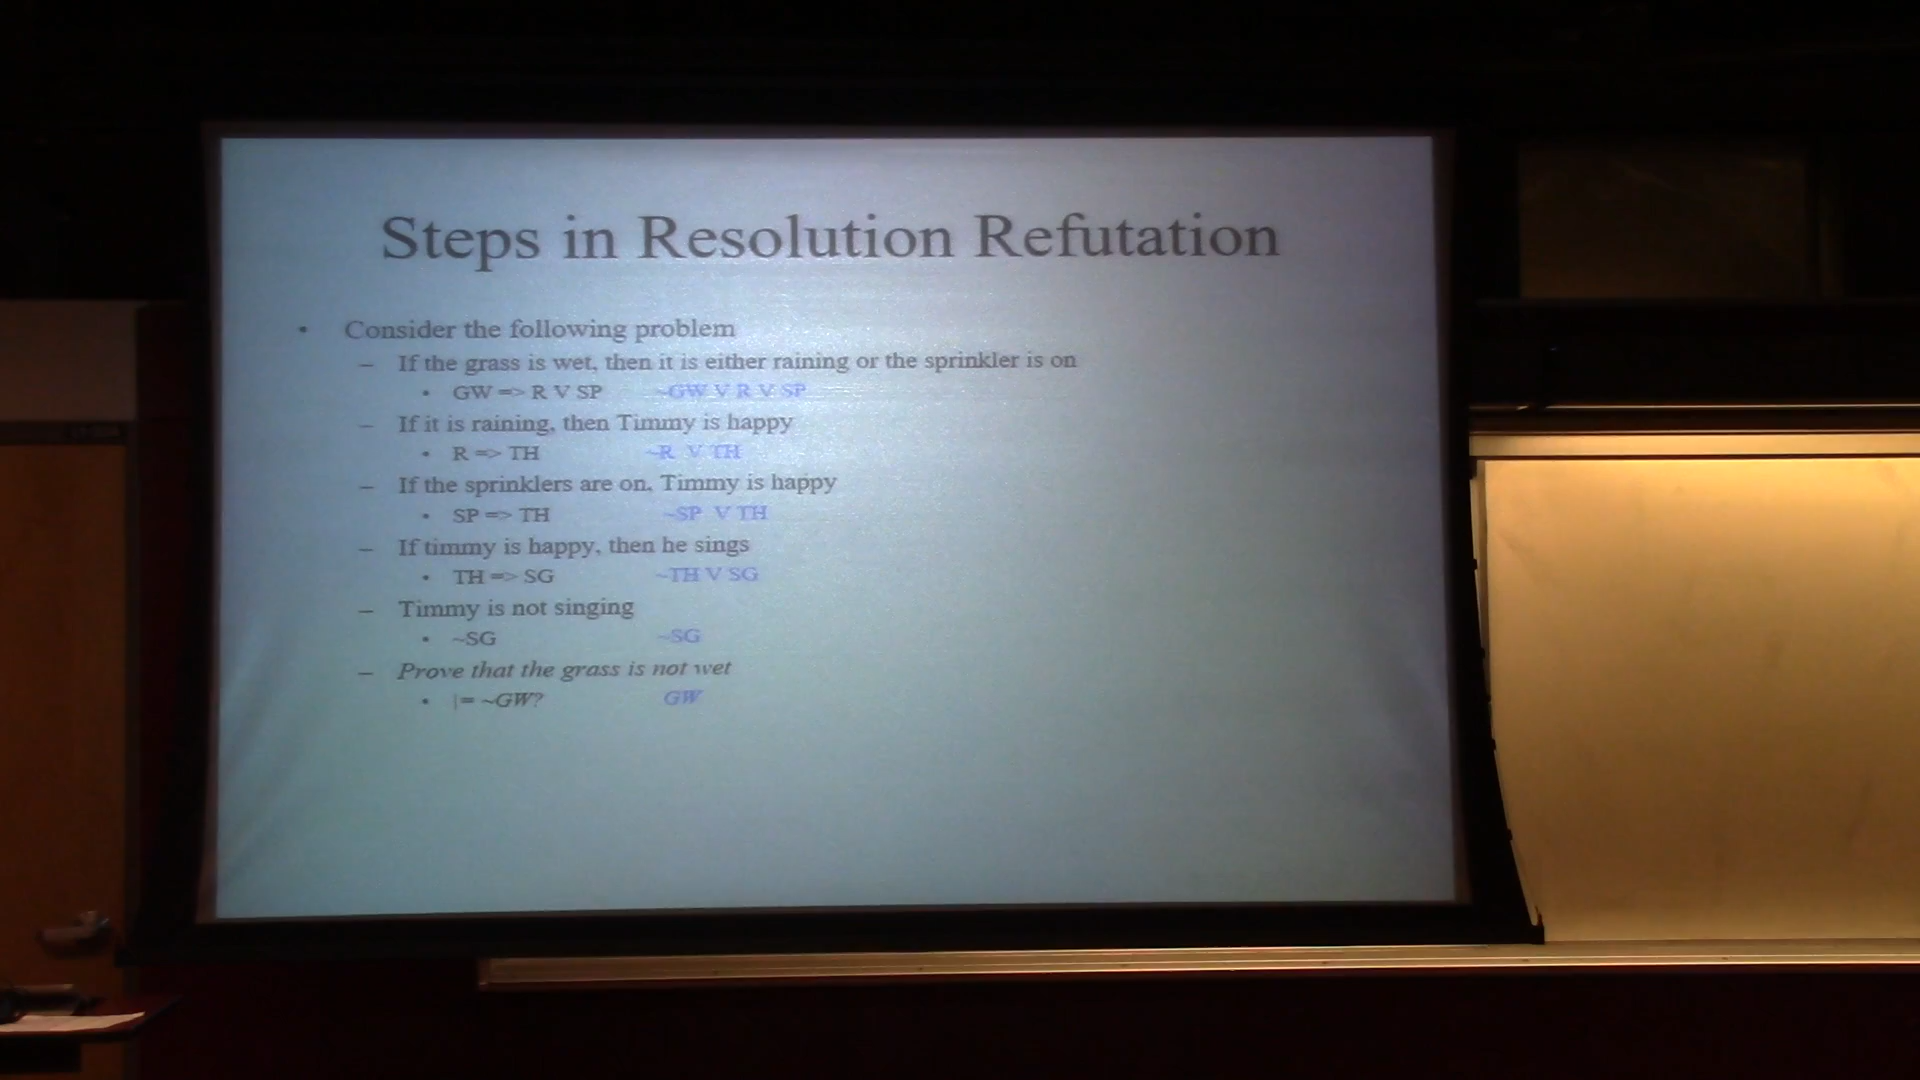 Steps in Resolution Refutation
• Consider the following problem
– If the grass is wet, then it is either raining or the sprinkler is on
• GW => R V SP ~GW V R V SP
– If it is raining, then Timmy is happy
• R => TH ~R V TH
– If the sprinklers are on, Timmy is happy
• SP => TH ~SP V TH
– If timmy is happy, then he sings
• TH => SG ~TH V SG
– Timmy is not singing
• ~SG ~SG
– Prove that the grass is not wet
• |= ~GW? GW